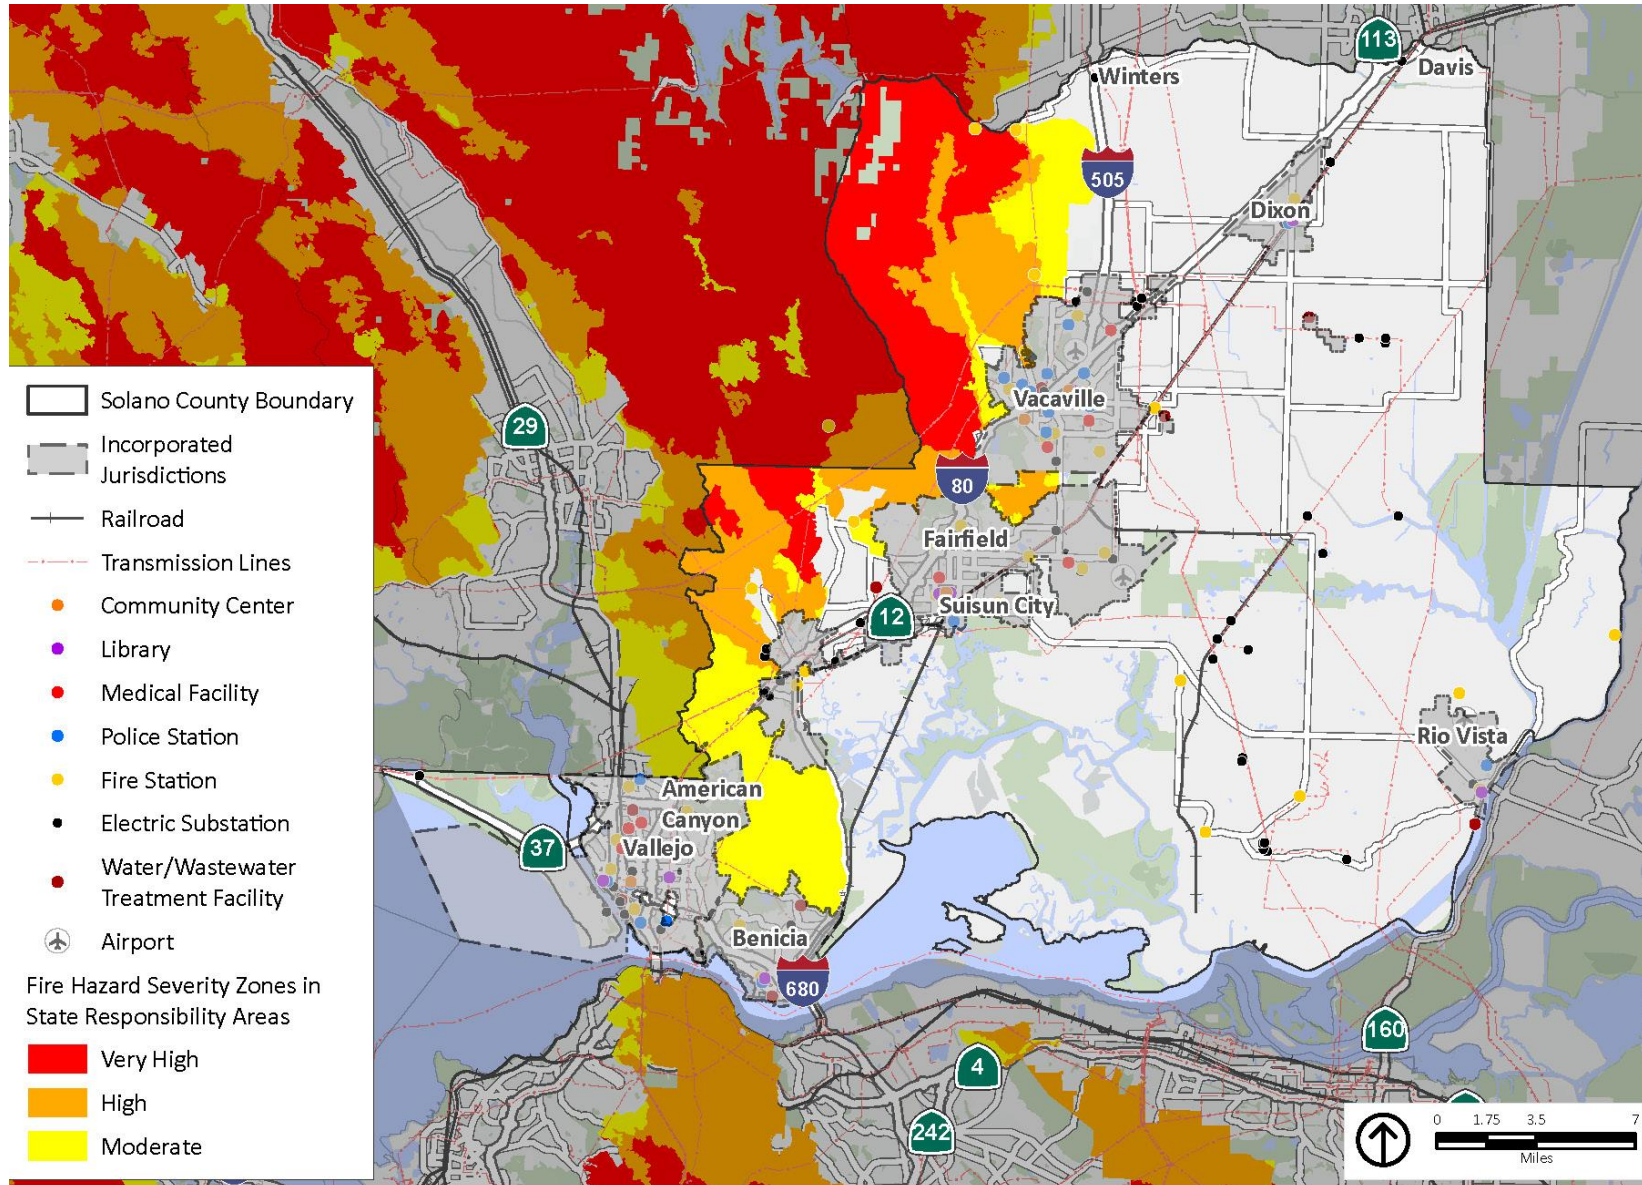 113
Davis
Winters
505
Dixon
Solano County Boundary
Incorporated
Jurisdictions
Railroad
Transmission Lines
Community Center
Library
Medical Facility
Police Station
Fire Station
Electric Substation
Water/Wastewater
Treatment Facility
Airport
Fire Hazard Severity Zones in
State Responsibility Areas
Very High
High
Moderate
29
Vacaville
80
Fairfield
Suisun City
12
Rio Vista
American
Canyon
37
Vallejo
Benicia
680
160
4
242
0 1.75 3.5 7
Miles